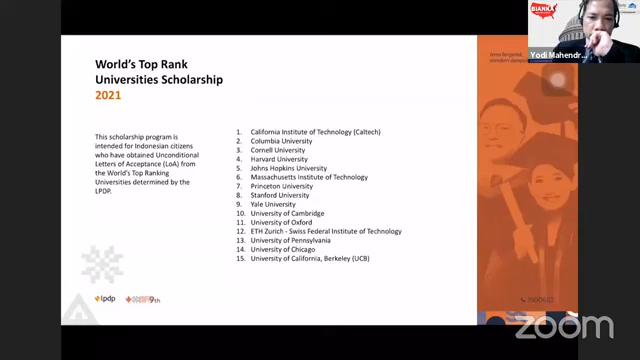 World's Top Rank
Universities Scholarship
2021
This scholarship program is
intended for Indonesian citizens
who have obtained Unconditional
Letters of Acceptance (LoA) from
the World's Top Ranking
Universities determined by the
LPDP.
1. California Institute of Technology (Caltech)
2. Columbia University
3. Cornell University
4. Harvard University
5. Johns Hopkins University
6. Massachusetts Institute of Technology
7. Princeton University
8. Stanford University
9. Yale University
10. University of Cambridge
11. University of Oxford
12. ETH Zurich - Swiss Federal Institute of Technology
13. University of Pennsylvania
14. University of Chicago
15. University of California, Berkeley (UCB)
lpdp
9th
BIANKA
Yodi Mahendr...
zoom